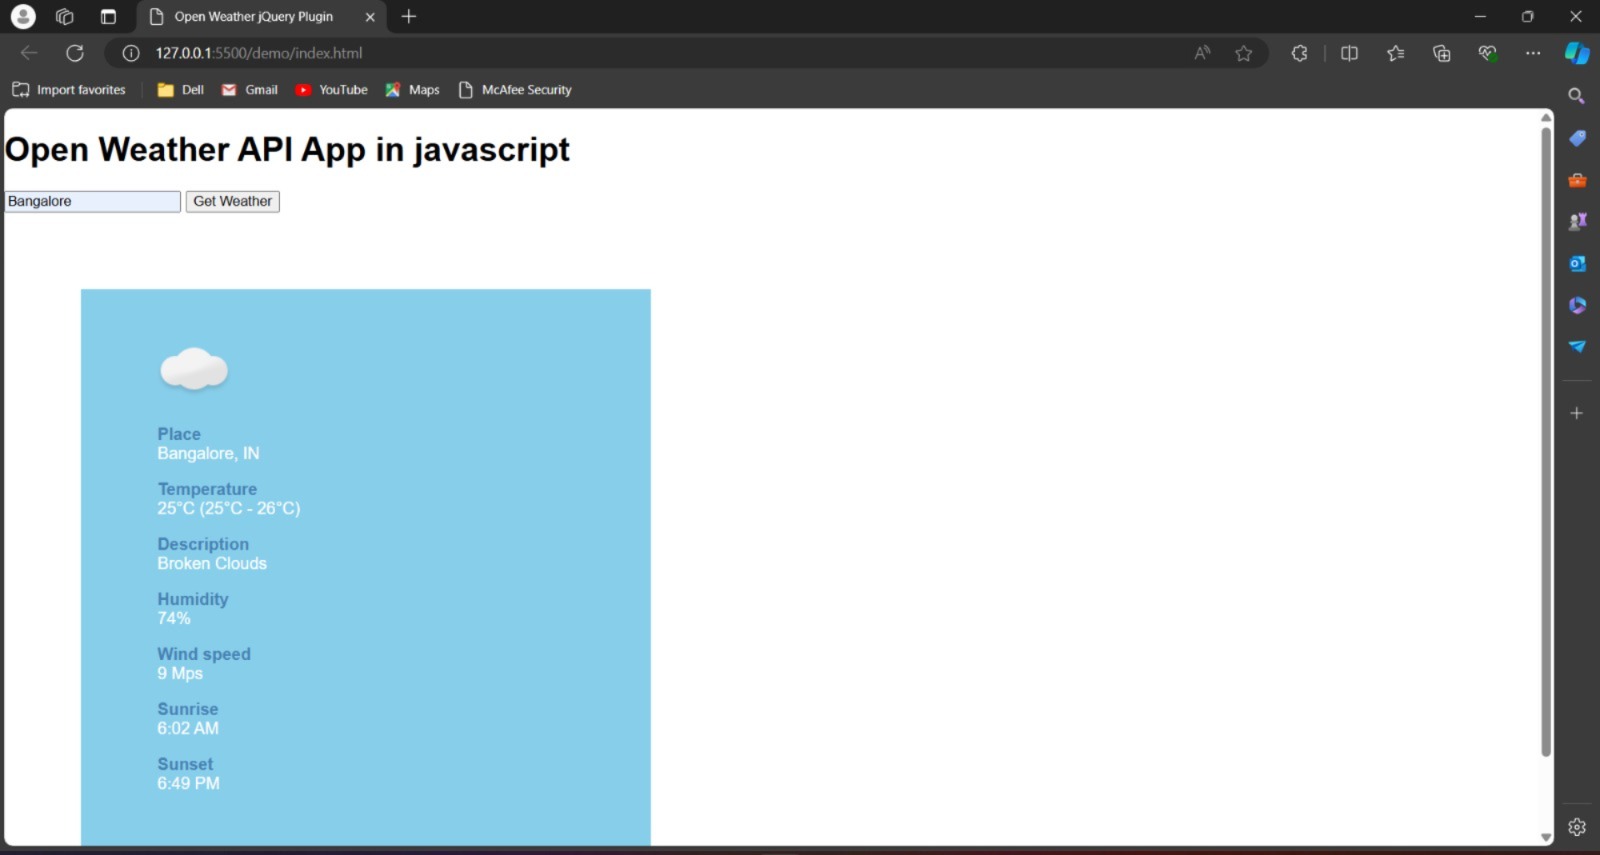 Open Weather jQuery Plugin
127.0.0.1:5500/demo/index.html
Import favorites Dell Gmail YouTube Maps McAfee Security
Open Weather API App in javascript
Bangalore Get Weather
Place
Bangalore, IN
Temperature
25°C (25°C - 26°C)
Description
Broken Clouds
Humidity
74%
Wind speed
9 Mps
Sunrise
6:02 AM
Sunset
6:49 PM